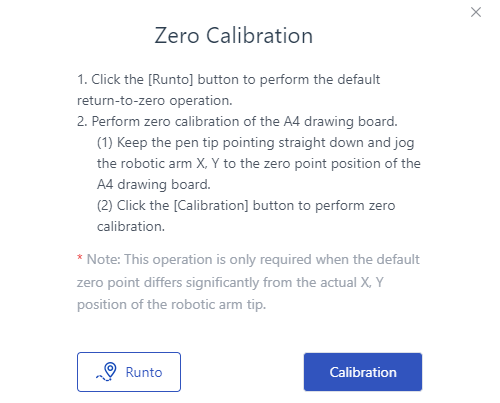 Zero Calibration
1. Click the [Runto] button to perform the default
return-to-zero operation.
2. Perform zero calibration of the A4 drawing board.
(1) Keep the pen tip pointing straight down and jog
the robotic arm X, Y to the zero point position of the
A4 drawing board.
(2) Click the [Calibration] button to perform zero
calibration.
* Note: This operation is only required when the default
zero point differs significantly from the actual X, Y
position of the robotic arm tip.
Runto
Calibration